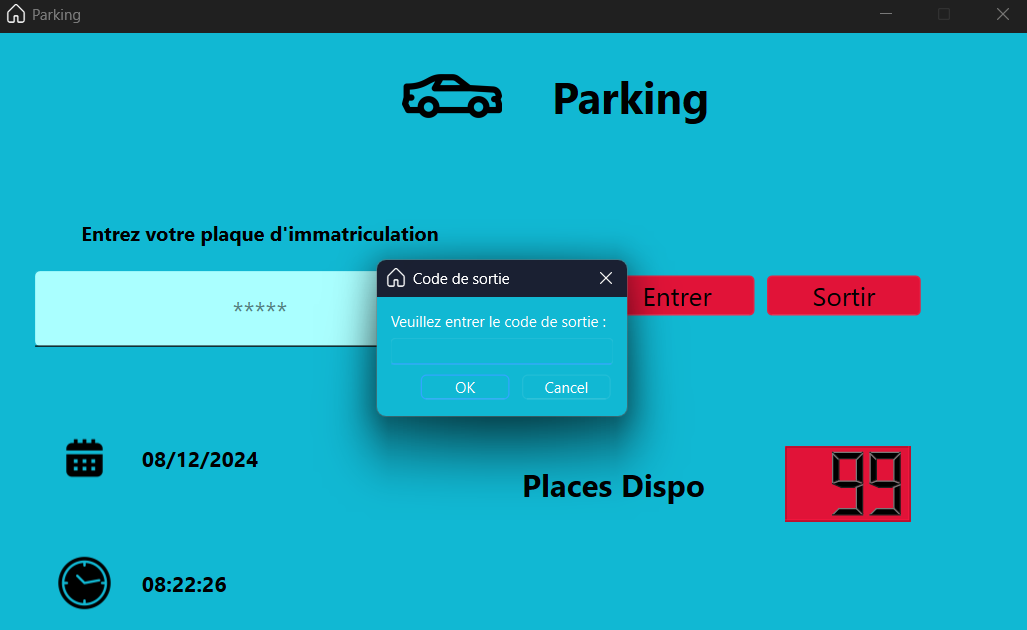 Parking
Parking
Entrez votre plaque d'immatriculation
*****
Code de sortie
Veuillez entrer le code de sortie :
OK
Cancel
Entrer
Sortir
08/12/2024
Places Dispo
99
08:22:26